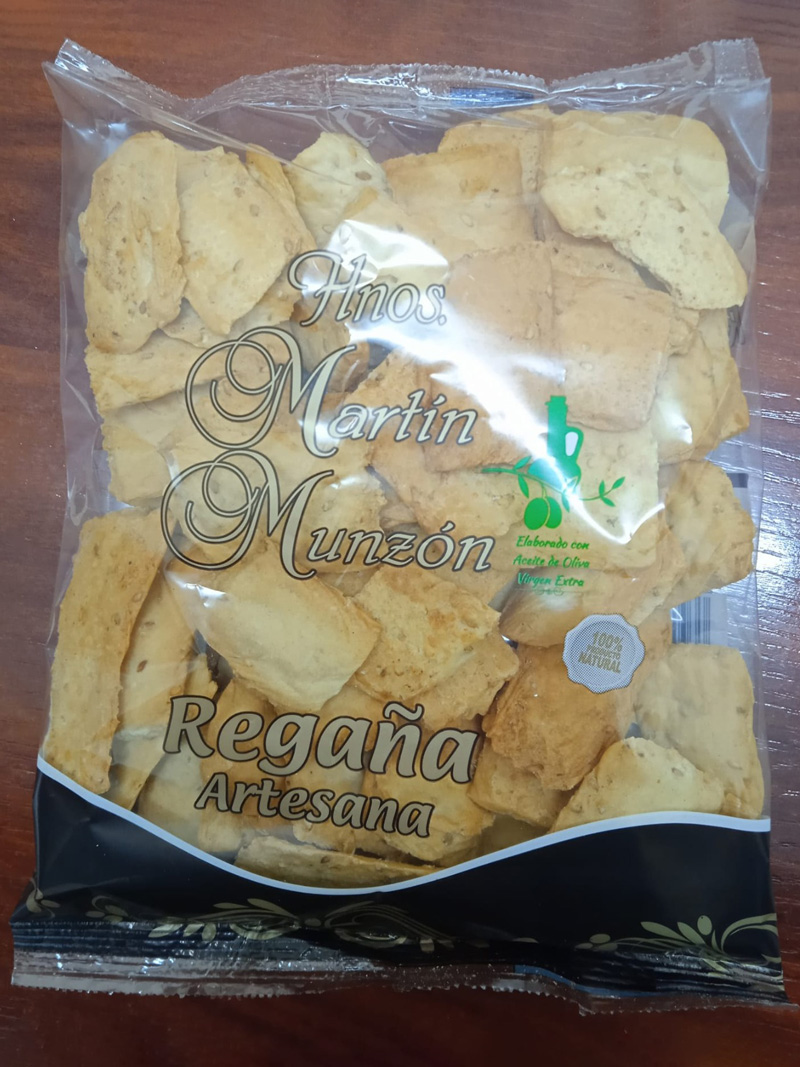 Hnos.
Martín
Munzón
Elaborado con
Aceite de Oliva
Virgen Extra
100%
PRODUCTO
NATURAL
Regaña
Artesana